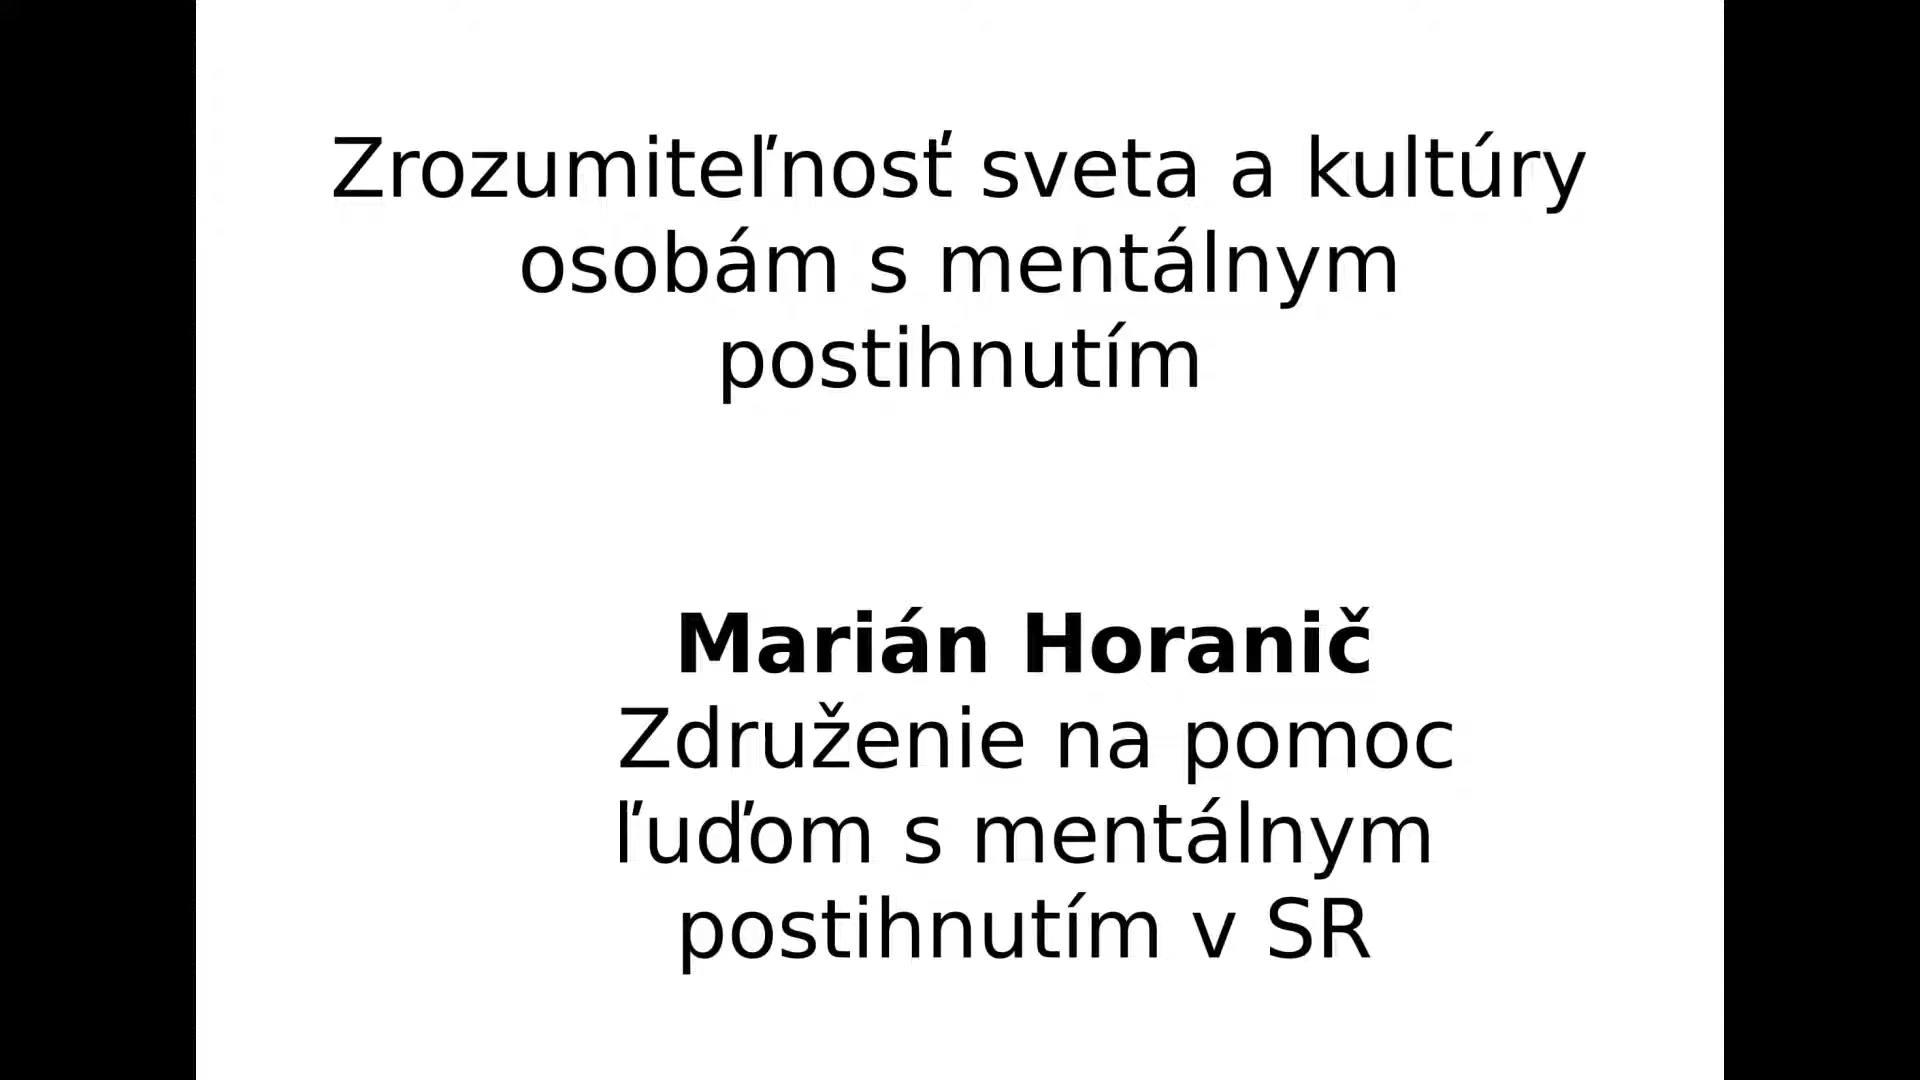 Zrozumiteľnosť sveta a kultúry
osobám s mentálnym
postihnutím
Marián Horanič
Združenie na pomoc
ľuďom s mentálnym
postihnutím v SR